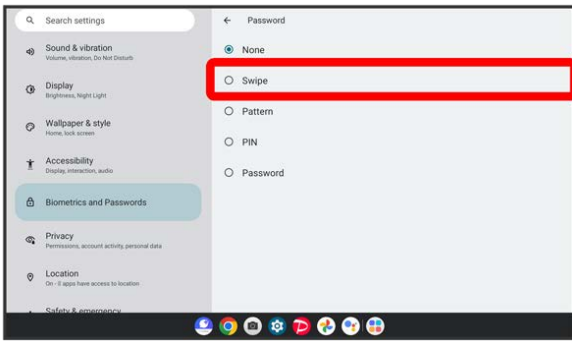 Search settings
Sound & vibration
Volume, vibration, Do Not Disturb
Display
Brightness, Night Light
Wallpaper & style
Home, lock screen
Accessibility
Display, interaction, audio
Biometrics and Passwords
Privacy
Permissions, account activity, personal data
Location
On - 5 apps have access to location
Safety & emergency
Password
None
Swipe
Pattern
PIN
Password